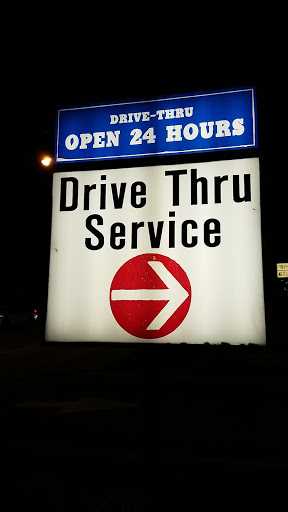 DRIVE-THRU
OPEN 24 HOURS
Drive Thru
Service